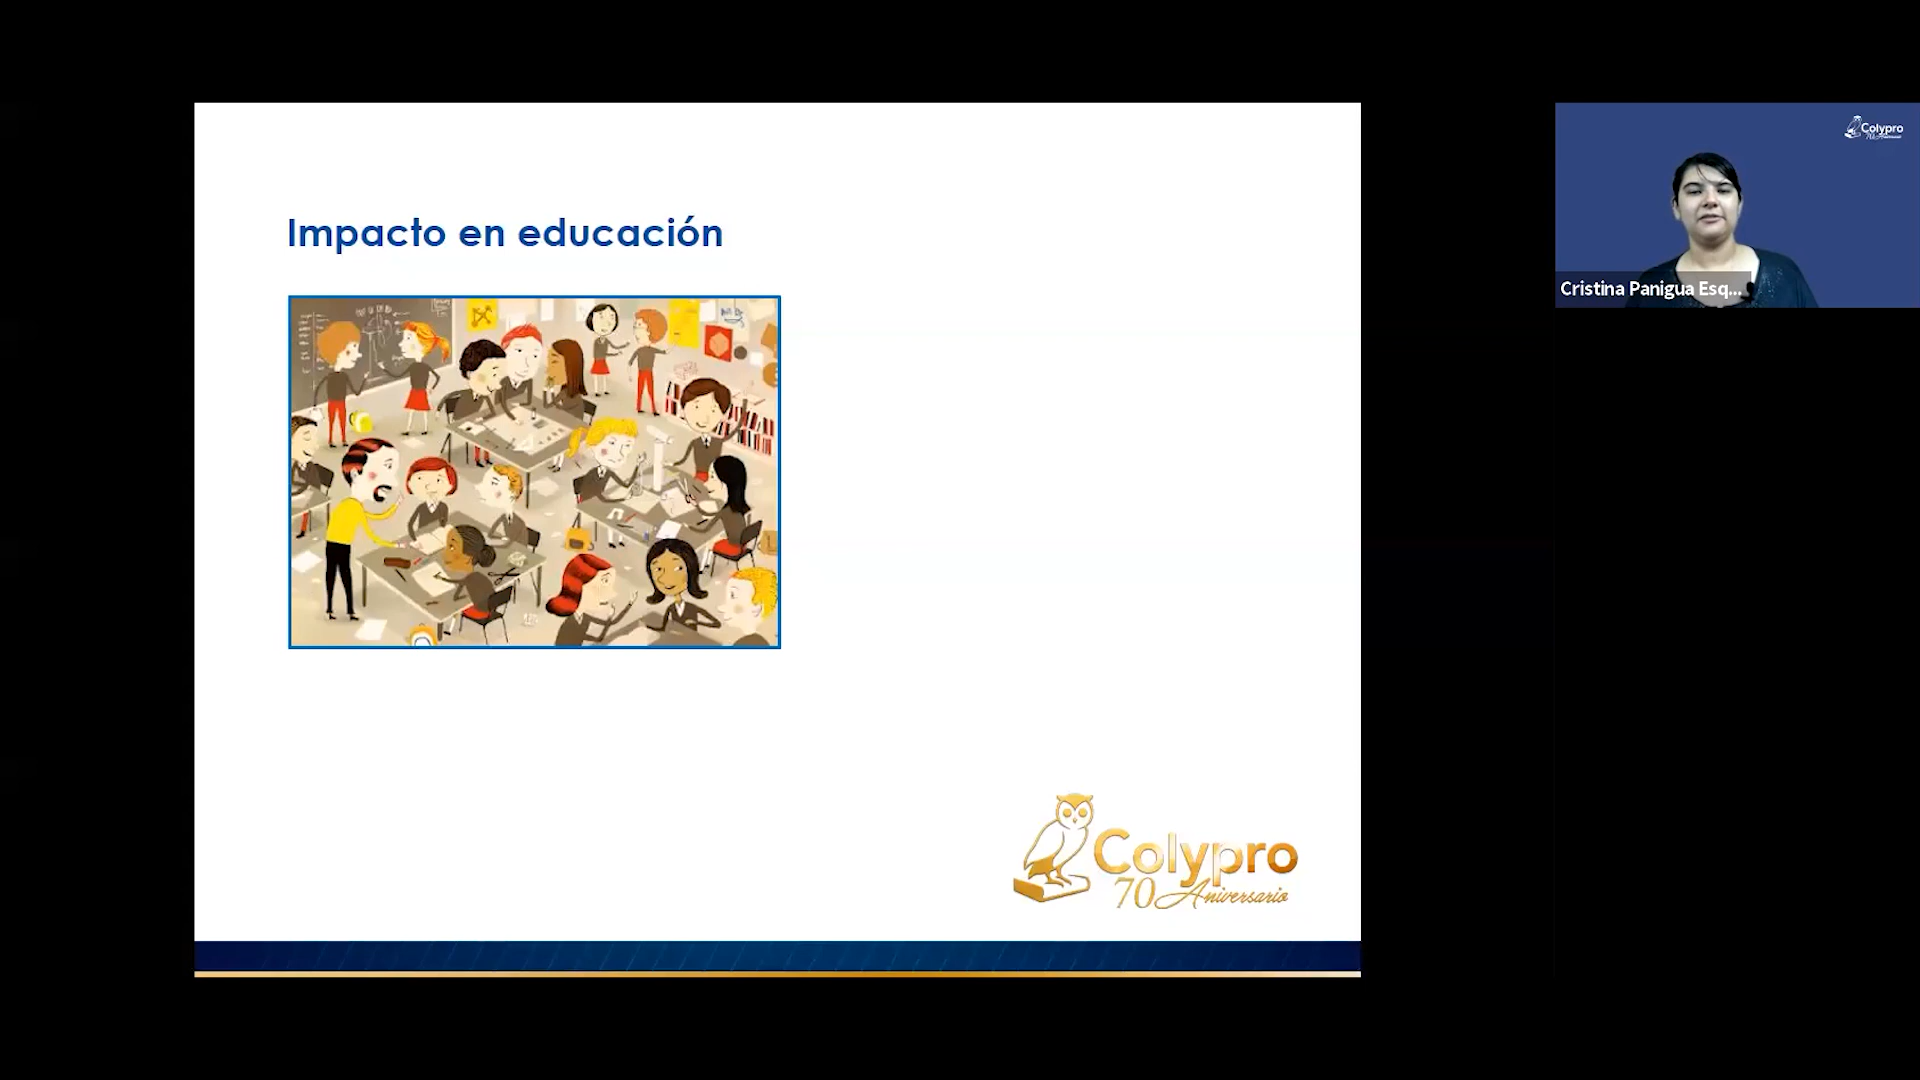 Impacto en educación
Colypro
70 Aniversario
Colypro
Cristina Panigua Esq...